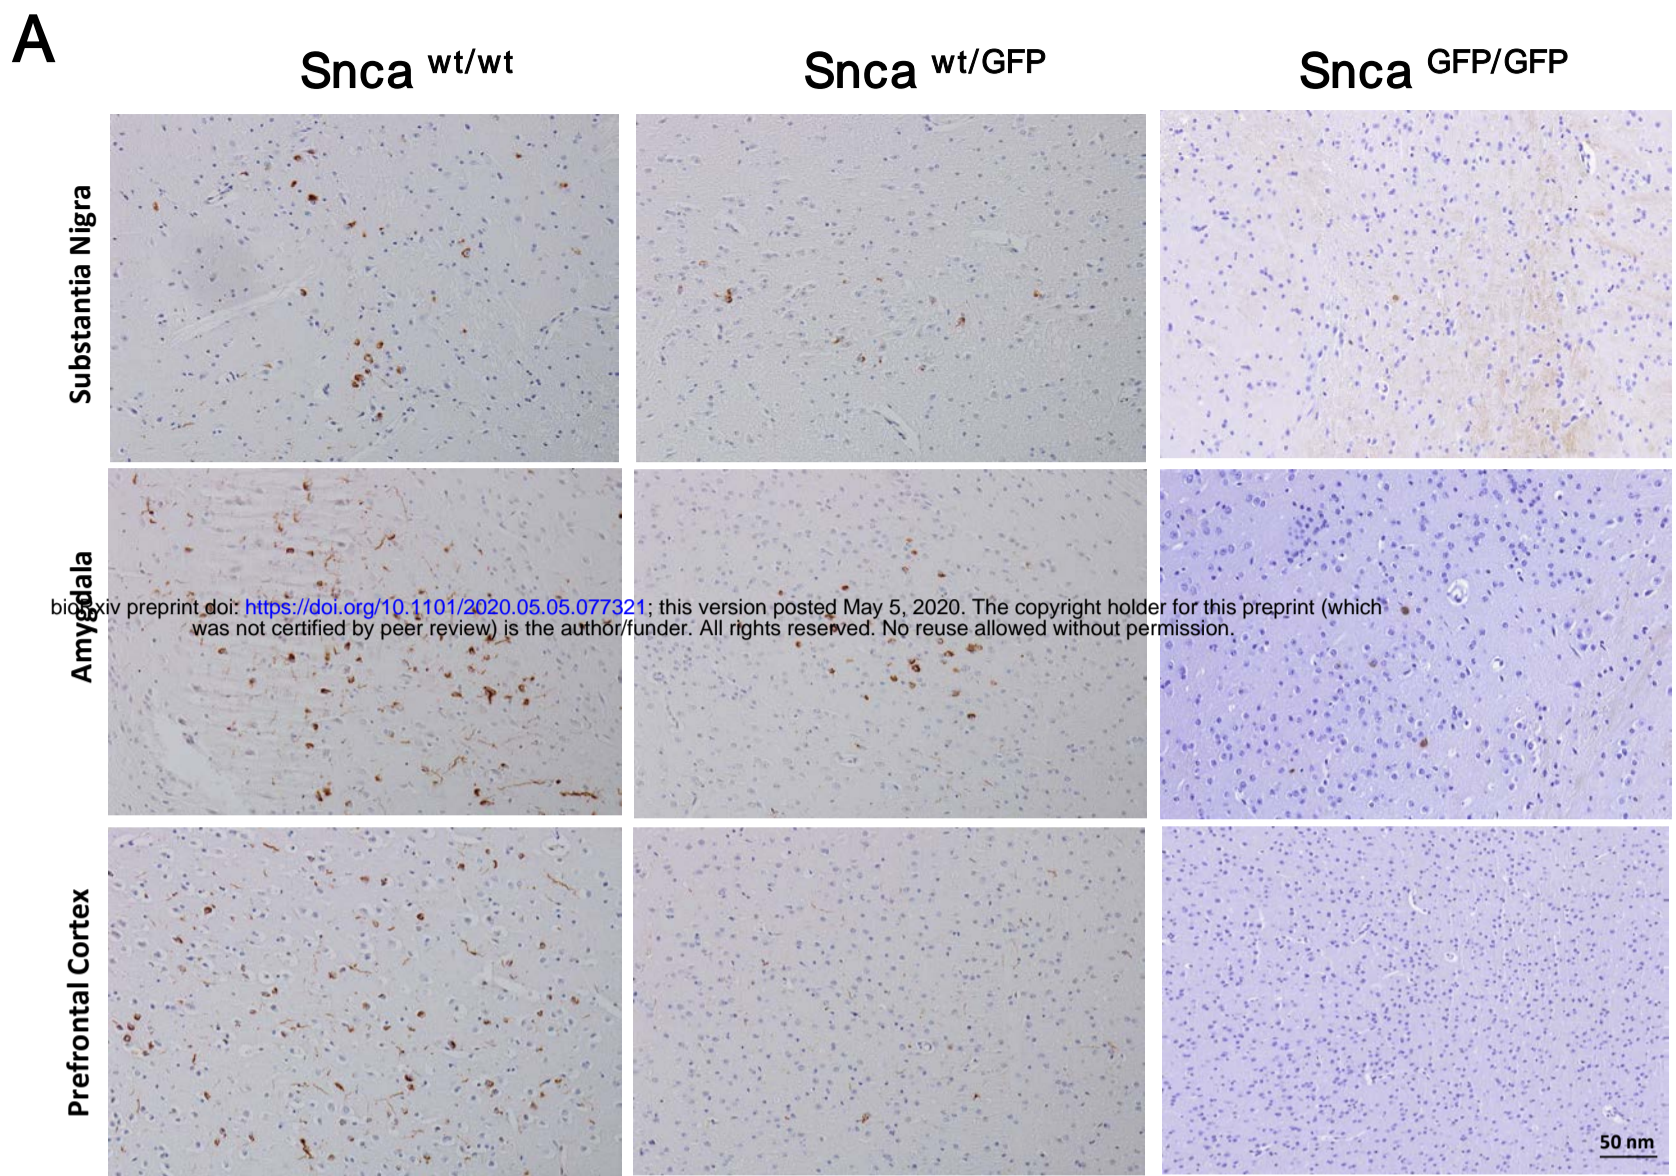 A
Snca wt/wt
Snca wt/GFP
Snca GFP/GFP
Substantia Nigra
Amygdala
bioRxiv preprint doi: https://doi.org/10.1101/2020.05.05.077321; this version posted May 5, 2020. The copyright holder for this preprint (which
was not certified by peer review) is the author/funder. All rights reserved. No reuse allowed without permission.
Prefrontal Cortex
50 nm